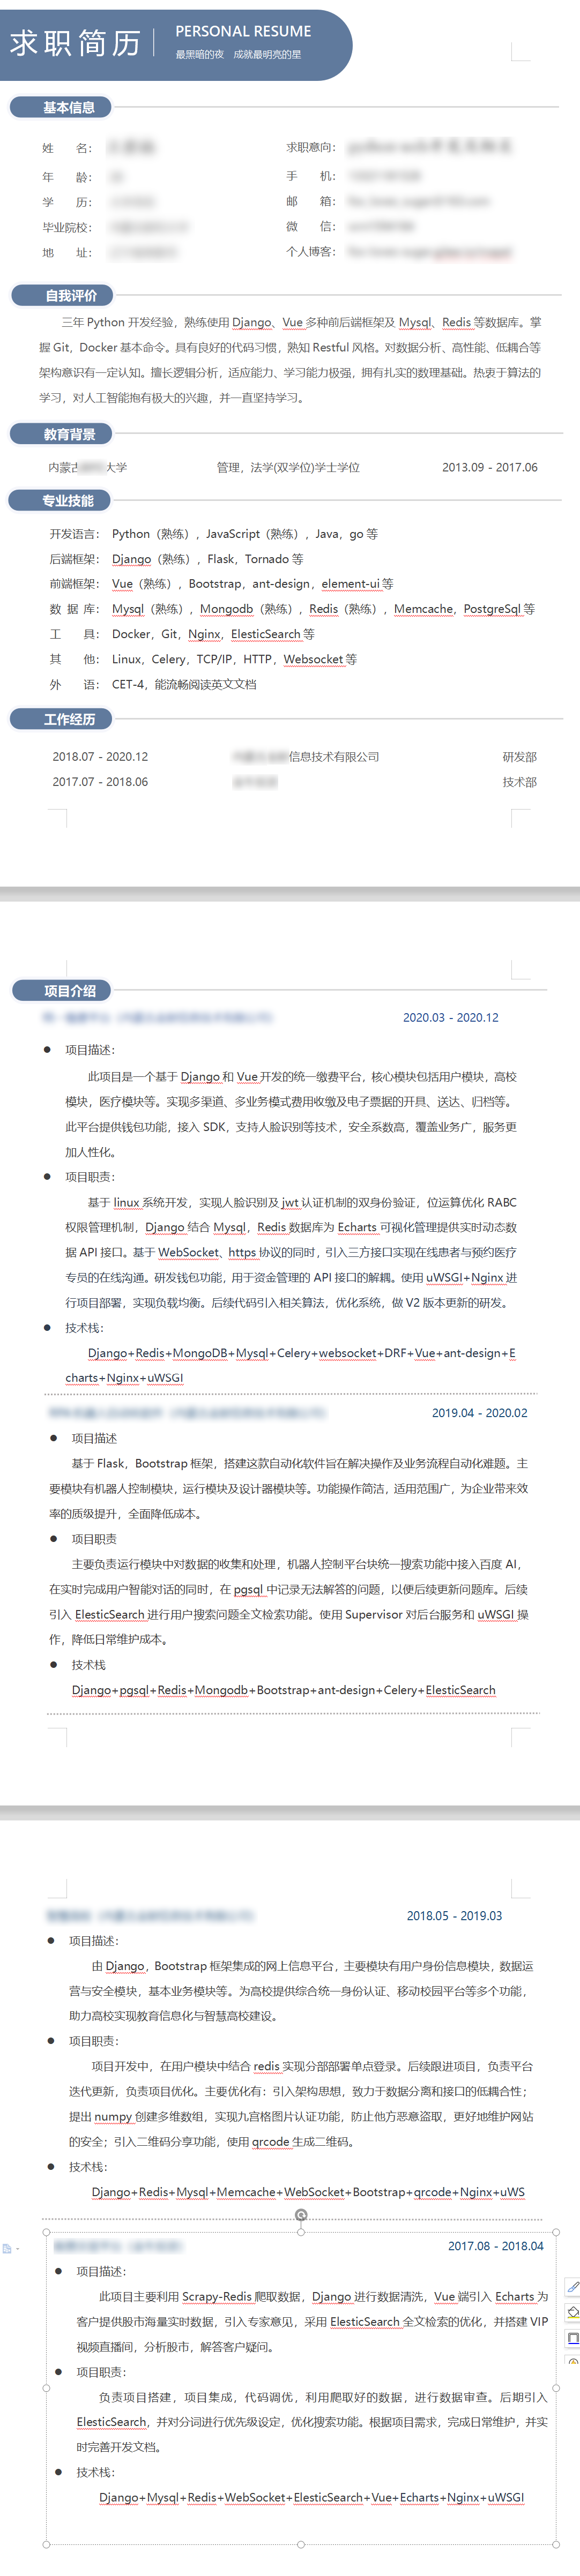 求职简历
PERSONAL RESUME
最黑暗的夜 成就最明亮的星
基本信息
姓 名：
求职意向：
年 龄：
手 机：
学 历：
邮 箱：
毕业院校：
微 信：
地 址：
个人博客：
自我评价
三年 Python 开发经验，熟练使用 Django、Vue 多种前后端框架及 Mysql、Redis 等数据库。掌
握 Git，Docker 基本命令。具有良好的代码习惯，熟知 Restful 风格。对数据分析、高性能、低耦合等
架构意识有一定认知。擅长逻辑分析，适应能力、学习能力极强，拥有扎实的数理基础。热衷于算法的
学习，对人工智能抱有极大的兴趣，并一直坚持学习。
教育背景
内蒙古 大学 管理，法学(双学位)学士学位 2013.09 - 2017.06
专业技能
开发语言： Python（熟练），JavaScript（熟练），Java，go 等
后端框架： Django（熟练），Flask，Tornado 等
前端框架： Vue（熟练），Bootstrap，ant-design，element-ui 等
数 据 库： Mysql（熟练），Mongodb（熟练），Redis（熟练），Memcache，PostgreSql 等
工 具： Docker，Git，Nginx，ElesticSearch 等
其 他： Linux，Celery，TCP/IP，HTTP，Websocket 等
外 语： CET-4，能流畅阅读英文文档
工作经历
2018.07 - 2020.12 信息技术有限公司 研发部
2017.07 - 2018.06 技术部
项目介绍
2020.03 - 2020.12
● 项目描述：
此项目是一个基于 Django 和 Vue 开发的统一缴费平台，核心模块包括用户模块，高校
模块，医疗模块等。实现多渠道、多业务模式费用收缴及电子票据的开具、送达、归档等。
此平台提供钱包功能，接入 SDK，支持人脸识别等技术，安全系数高，覆盖业务广，服务更
加人性化。
● 项目职责：
基于 linux 系统开发，实现人脸识别及 jwt 认证机制的双身份验证，位运算优化 RABC
权限管理机制，Django 结合 Mysql，Redis 数据库为 Echarts 可视化管理提供实时动态数
据 API 接口。基于 WebSocket、https 协议的同时，引入三方接口实现在线患者与预约医疗
专员的在线沟通。研发钱包功能，用于资金管理的 API 接口的解耦。使用 uWSGI+Nginx 进
行项目部署，实现负载均衡。后续代码引入相关算法，优化系统，做 V2 版本更新的研发。
● 技术栈：
Django+Redis+MongoDB+Mysql+Celery+websocket+DRF+Vue+ant-design+E
charts+Nginx+uWSGI
2019.04 - 2020.02
● 项目描述
基于 Flask，Bootstrap 框架，搭建这款自动化软件旨在解决操作及业务流程自动化难题。主
要模块有机器人控制模块，运行模块及设计器模块等。功能操作简洁，适用范围广，为企业带来效
率的质级提升，全面降低成本。
● 项目职责
主要负责运行模块中对数据的收集和处理，机器人控制平台块统一搜索功能中接入百度 AI，
在实时完成用户智能对话的同时，在 pgsql 中记录无法解答的问题，以便后续更新问题库。后续
引入 ElesticSearch 进行用户搜索问题全文检索功能。使用 Supervisor 对后台服务和 uWSGI 操
作，降低日常维护成本。
● 技术栈
Django+pgsql+Redis+Mongodb+Bootstrap+ant-design+Celery+ElesticSearch
2018.05 - 2019.03
● 项目描述：
由 Django，Bootstrap 框架集成的网上信息平台，主要模块有用户身份信息模块，数据运
营与安全模块，基本业务模块等。为高校提供综合统一身份认证、移动校园平台等多个功能，
助力高校实现教育信息化与智慧高校建设。
● 项目职责：
项目开发中，在用户模块中结合 redis 实现分部部署单点登录。后续跟进项目，负责平台
迭代更新，负责项目优化。主要优化有：引入架构思想，致力于数据分离和接口的低耦合性；
提出 numpy 创建多维数组，实现九宫格图片认证功能，防止他方恶意盗取，更好地维护网站
的安全；引入二维码分享功能，使用 qrcode 生成二维码。
● 技术栈：
Django+Redis+Mysql+Memcache+WebSocket+Bootstrap+qrcode+Nginx+uWS
2017.08 - 2018.04
● 项目描述：
此项目主要利用 Scrapy-Redis 爬取数据，Django 进行数据清洗，Vue 端引入 Echarts 为
客户提供股市海量实时数据，引入专家意见，采用 ElesticSearch 全文检索的优化，并搭建 VIP
视频直播间，分析股市，解答客户疑问。
● 项目职责：
负责项目搭建，项目集成，代码调优，利用爬取好的数据，进行数据审查。后期引入
ElesticSearch，并对分词进行优先级设定，优化搜索功能。根据项目需求，完成日常维护，并实
时完善开发文档。
● 技术栈：
Django+Mysql+Redis+WebSocket+ElesticSearch+Vue+Echarts+Nginx+uWSGI